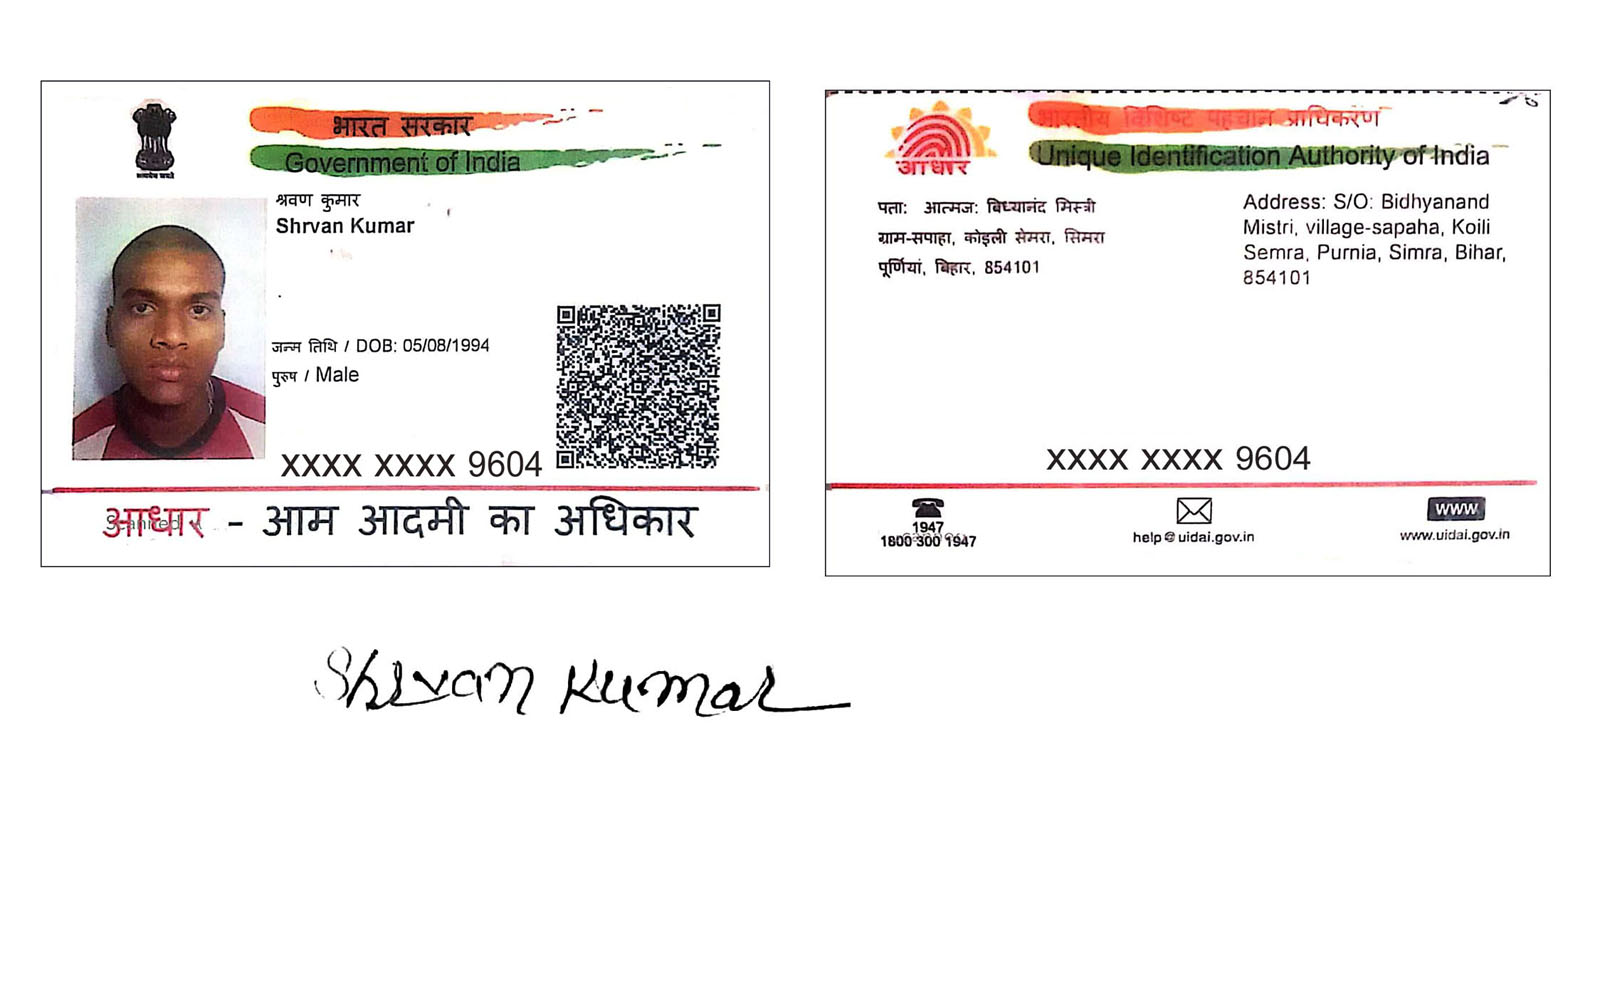 भारत सरकार
Government of India
श्रवण कुमार
Shrvan Kumar
जन्म तिथि / DOB: 05/08/1994
पुरुष / Male
XXXX XXXX 9604
आधार - आम आदमी का अधिकार
भारतीय विशिष्ट पहचान प्राधिकरण
Unique Identification Authority of India
आधार
पता: आत्मज: बिध्यानंद मिस्त्री
ग्राम-सपाहा, कोइली सेमरा, सिमरा
पूर्णियां, बिहार, 854101
Address: S/O: Bidhyanand
Mistri, village-sapaha, Koili
Semra, Purnia, Simra, Bihar,
854101
XXXX XXXX 9604
1947
1800 300 1947
help@uidai.gov.in
www
www.uidai.gov.in
Shrvan Kumar